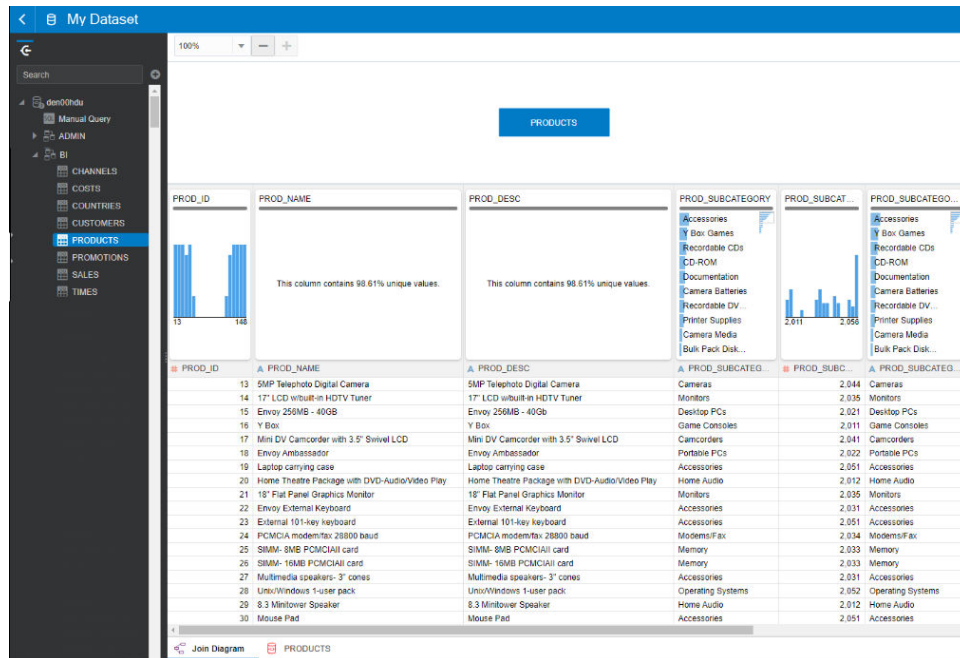 My Dataset
100%
Search
den00hdu
Manual Query
ADMIN
BI
CHANNELS
COSTS
COUNTRIES
CUSTOMERS
PRODUCTS
PROMOTIONS
SALES
TIMES
PRODUCTS
PROD_ID PROD_NAME PROD_DESC PROD_SUBCATEGORY PROD_SUBCAT... PROD_SUBCATEGO...
13 146
This column contains 98.61% unique values.
This column contains 98.61% unique values.
Accessories
Y Box Games
Recordable CDs
CD-ROM
Documentation
Camera Batteries
Recordable DV...
Printer Supplies
Camera Media
Bulk Pack Disk...
2,011 2,056
Accessories
Y Box Games
Recordable CDs
CD-ROM
Documentation
Camera Batteries
Recordable DV...
Printer Supplies
Camera Media
Bulk Pack Disk...
# PROD_ID A PROD_NAME A PROD_DESC A PROD_SUBCATEG... # PROD_SUBC... A PROD_SUBCATEG...
13 5MP Telephoto Digital Camera 5MP Telephoto Digital Camera Cameras 2,044 Cameras
14 17" LCD w/built-in HDTV Tuner 17" LCD w/built-in HDTV Tuner Monitors 2,035 Monitors
15 Envoy 256MB - 40GB Envoy 256MB - 40Gb Desktop PCs 2,021 Desktop PCs
16 Y Box Y Box Game Consoles 2,011 Game Consoles
17 Mini DV Camcorder with 3.5" Swivel LCD Mini DV Camcorder with 3.5" Swivel LCD Camcorders 2,041 Camcorders
18 Envoy Ambassador Envoy Ambassador Portable PCs 2,022 Portable PCs
19 Laptop carrying case Laptop carrying case Accessories 2,051 Accessories
20 Home Theatre Package with DVD-Audio/Video Play Home Theatre Package with DVD-Audio/Video Play Home Audio 2,012 Home Audio
21 18" Flat Panel Graphics Monitor 18" Flat Panel Graphics Monitor Monitors 2,035 Monitors
22 Envoy External Keyboard Envoy External Keyboard Accessories 2,031 Accessories
23 External 101-key keyboard External 101-key keyboard Accessories 2,051 Accessories
24 PCMCIA modem/fax 28800 baud PCMCIA modem/fax 28800 baud Modems/Fax 2,034 Modems/Fax
25 SIMM- 8MB PCMCIAII card SIMM- 8MB PCMCIAII card Memory 2,033 Memory
26 SIMM- 16MB PCMCIAII card SIMM- 16MB PCMCIAII card Memory 2,033 Memory
27 Multimedia speakers- 3" cones Multimedia speakers- 3" cones Accessories 2,031 Accessories
28 Unix/Windows 1-user pack Unix/Windows 1-user pack Operating Systems 2,052 Operating Systems
29 8.3 Minitower Speaker 8.3 Minitower Speaker Home Audio 2,012 Home Audio
30 Mouse Pad Mouse Pad Accessories 2,051 Accessories
Join Diagram PRODUCTS